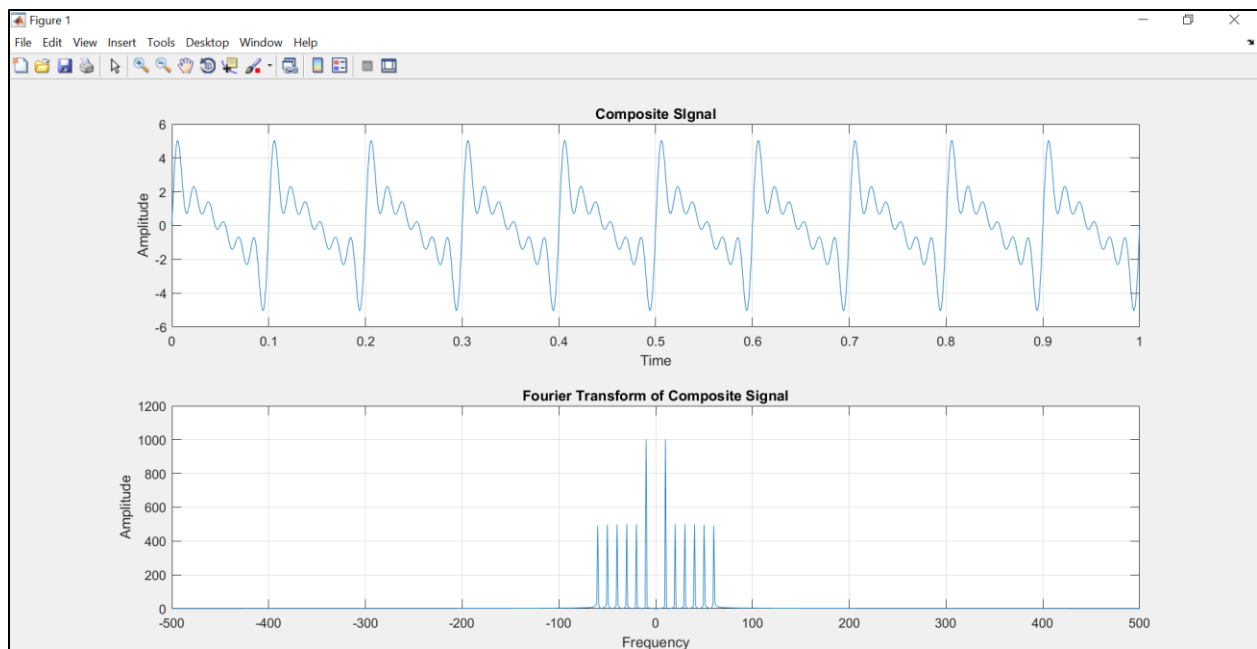 Figure 1
File Edit View Insert Tools Desktop Window Help
Composite SIgnal
6
4
2
0
-2
-4
-6
Amplitude
0 0.1 0.2 0.3 0.4 0.5 0.6 0.7 0.8 0.9 1
Time
Fourier Transform of Composite Signal
1200
1000
800
600
400
200
0
Amplitude
-500 -400 -300 -200 -100 0 100 200 300 400 500
Frequency